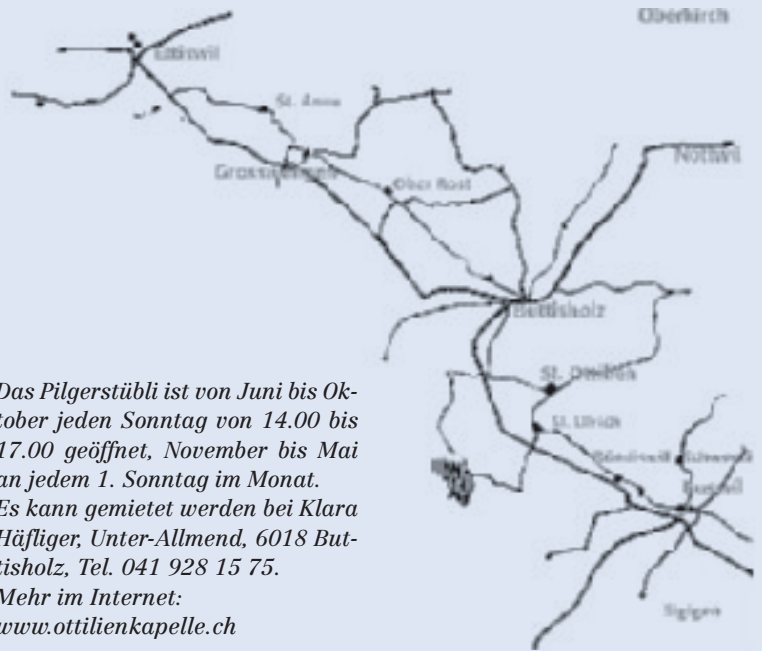 Oberkirch
Ettiswil
St. Anna
Nottwil
Grosswangen
Ober Rost
Buttisholz
St. Ottilien
St. Ulrich
Ruswil
Sigigen
Das Pilgerstübli ist von Juni bis Ok-
tober jeden Sonntag von 14.00 bis
17.00 geöffnet, November bis Mai
an jedem 1. Sonntag im Monat.
Es kann gemietet werden bei Klara
Häfliger, Unter-Allmend, 6018 But-
tisholz, Tel. 041 928 15 75.
Mehr im Internet:
www.ottilienkapelle.ch